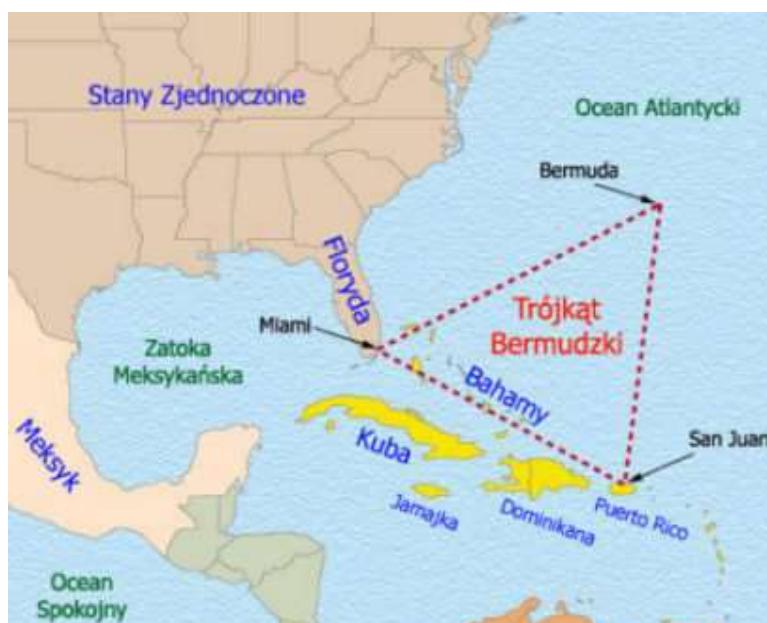 Stany Zjednoczone
Ocean Atlantycki
Bermuda
Floryda
Trójkąt
Bermudzki
Miami
Zatoka
Meksykańska
Bahamy
Meksyk
Kuba
San Juan
Jamajka
Dominikana
Puerto Rico
Ocean
Spokojny